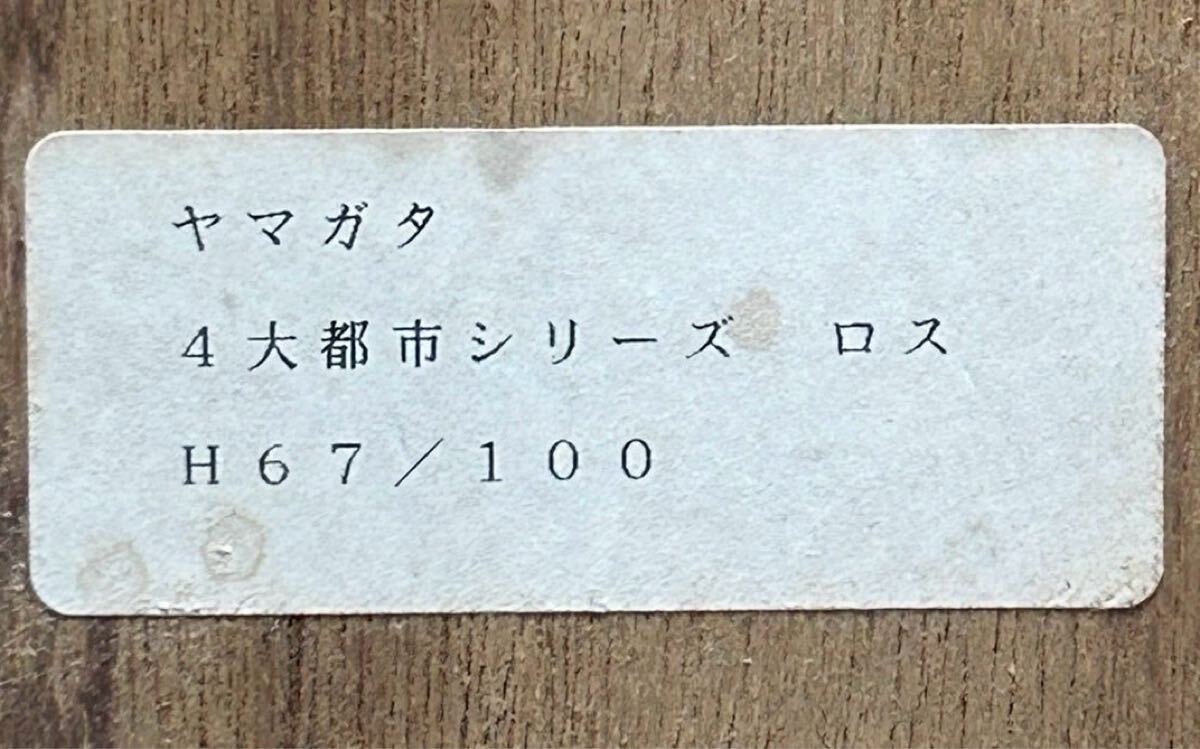 ヤマガタ
４大都市シリーズ　ロス
Ｈ６７／１００